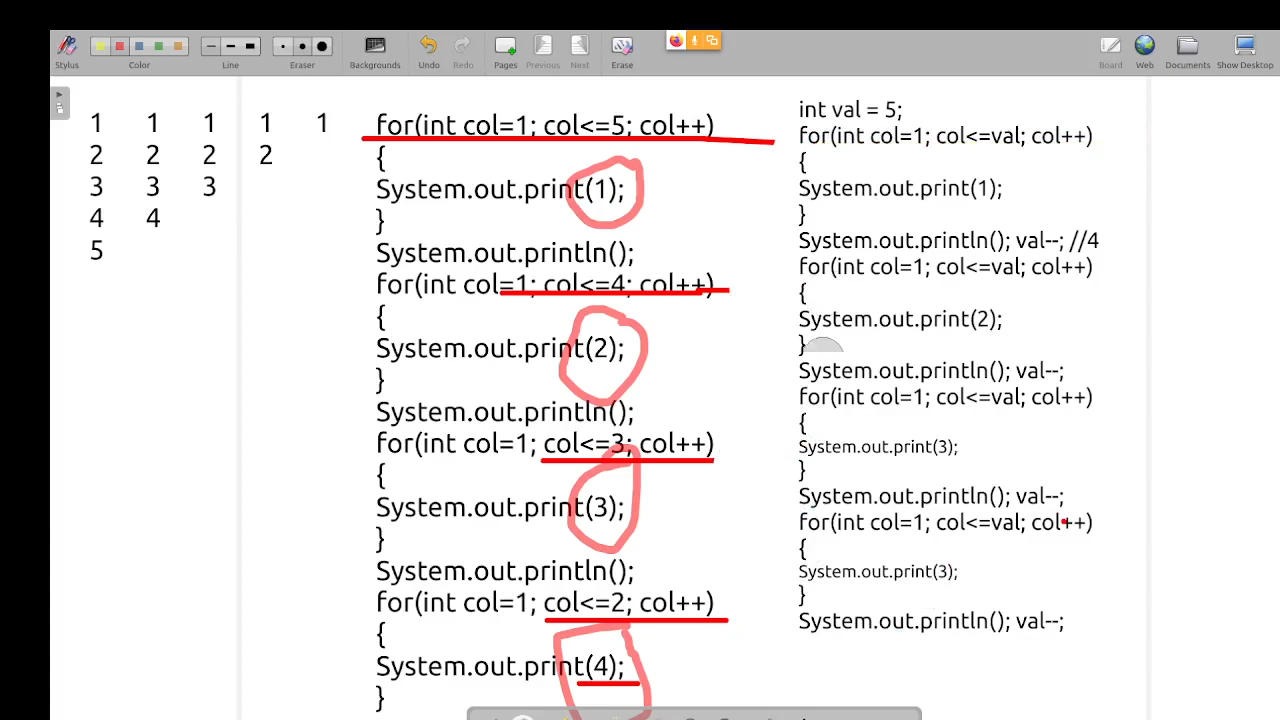 Stylus Color Line Eraser Backgrounds Undo Redo Pages Previous Next Erase Board Web Documents Show Desktop
1 1 1 1 1
2 2 2 2
3 3 3
4 4
5
for(int col=1; col<=5; col++)
{
System.out.print(1);
}
System.out.println();
for(int col=1; col<=4; col++)
{
System.out.print(2);
}
System.out.println();
for(int col=1; col<=3; col++)
{
System.out.print(3);
}
System.out.println();
for(int col=1; col<=2; col++)
{
System.out.print(4);
}
int val = 5;
for(int col=1; col<=val; col++)
{
System.out.print(1);
}
System.out.println(); val--; //4
for(int col=1; col<=val; col++)
{
System.out.print(2);
}
System.out.println(); val--;
for(int col=1; col<=val; col++)
{
System.out.print(3);
}
System.out.println(); val--;
for(int col=1; col<=val; col++)
{
System.out.print(3);
}
System.out.println(); val--;